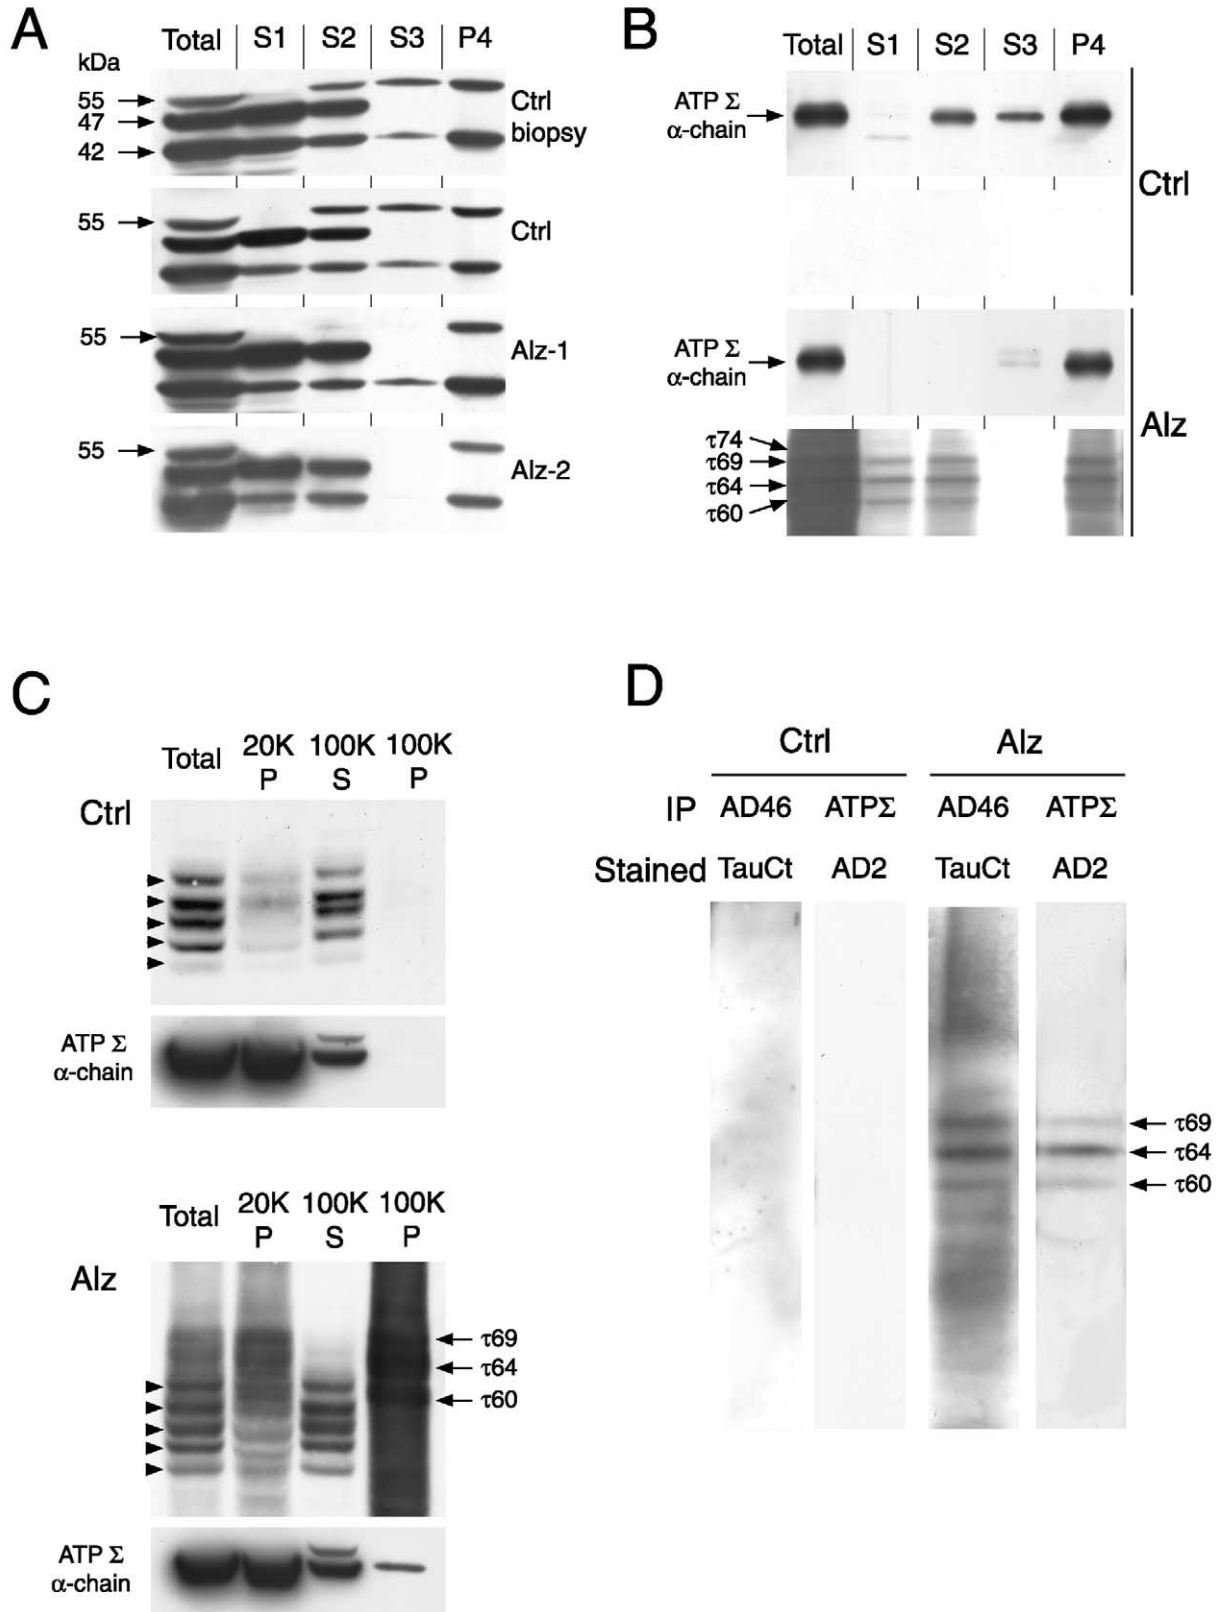 A
Total S1 S2 S3 P4
kDa
55
47
42
Ctrl
biopsy
55
Ctrl
55
Alz-1
55
Alz-2
B
Total S1 S2 S3 P4
ATP Σ
α-chain
Ctrl
ATP Σ
α-chain
Alz
τ74
τ69
τ64
τ60
C
Total 20K 100K 100K
P S P
Ctrl
ATP Σ
α-chain
Total 20K 100K 100K
P S P
Alz
τ69
τ64
τ60
ATP Σ
α-chain
D
Ctrl Alz
IP AD46 ATPΣ AD46 ATPΣ
Stained TauCt AD2 TauCt AD2
τ69
τ64
τ60